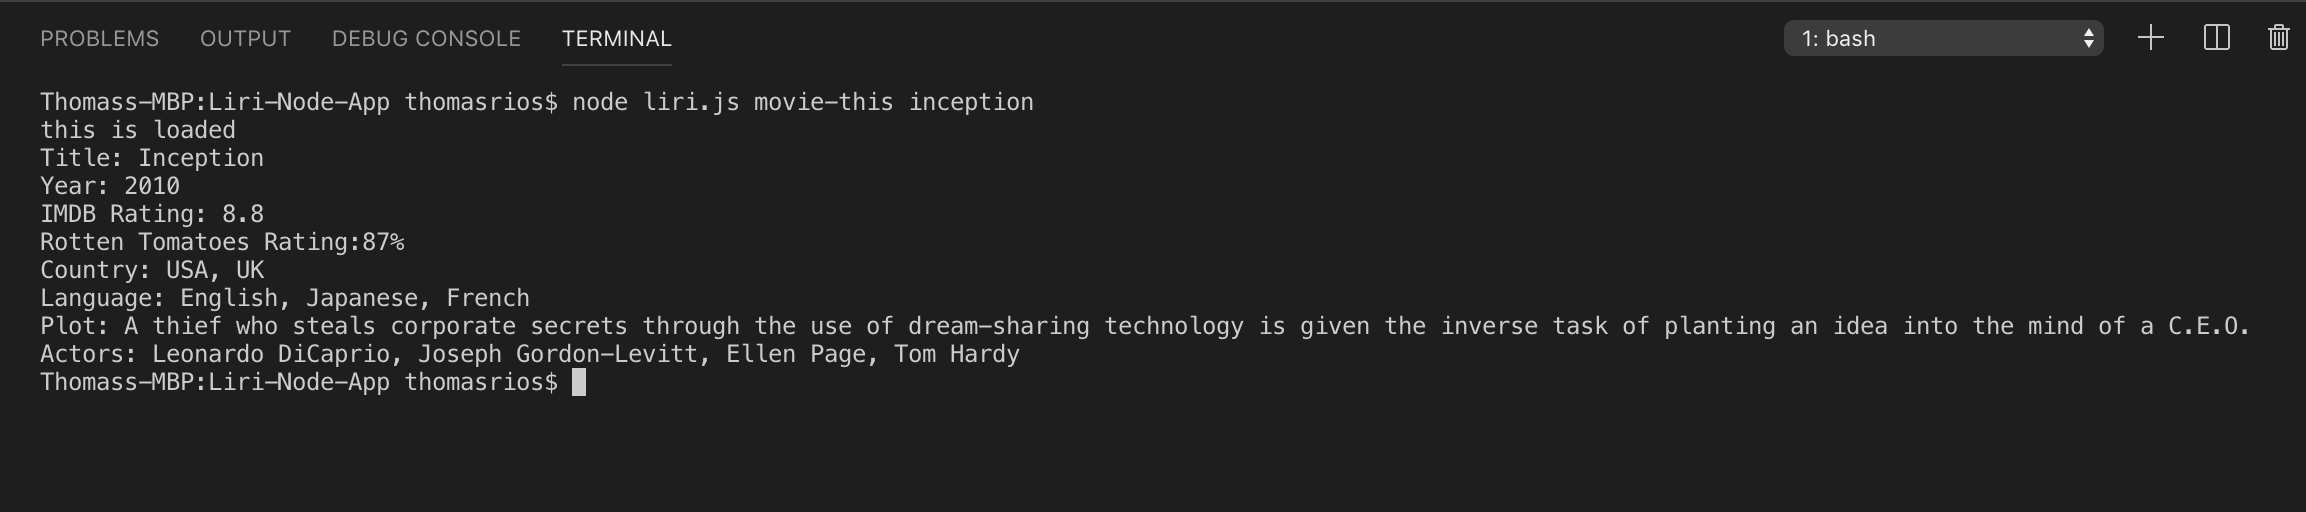 PROBLEMS OUTPUT DEBUG CONSOLE TERMINAL 1: bash
Thomass-MBP:Liri-Node-App thomasrios$ node liri.js movie-this inception
this is loaded
Title: Inception
Year: 2010
IMDB Rating: 8.8
Rotten Tomatoes Rating:87%
Country: USA, UK
Language: English, Japanese, French
Plot: A thief who steals corporate secrets through the use of dream-sharing technology is given the inverse task of planting an idea into the mind of a C.E.O.
Actors: Leonardo DiCaprio, Joseph Gordon-Levitt, Ellen Page, Tom Hardy
Thomass-MBP:Liri-Node-App thomasrios$